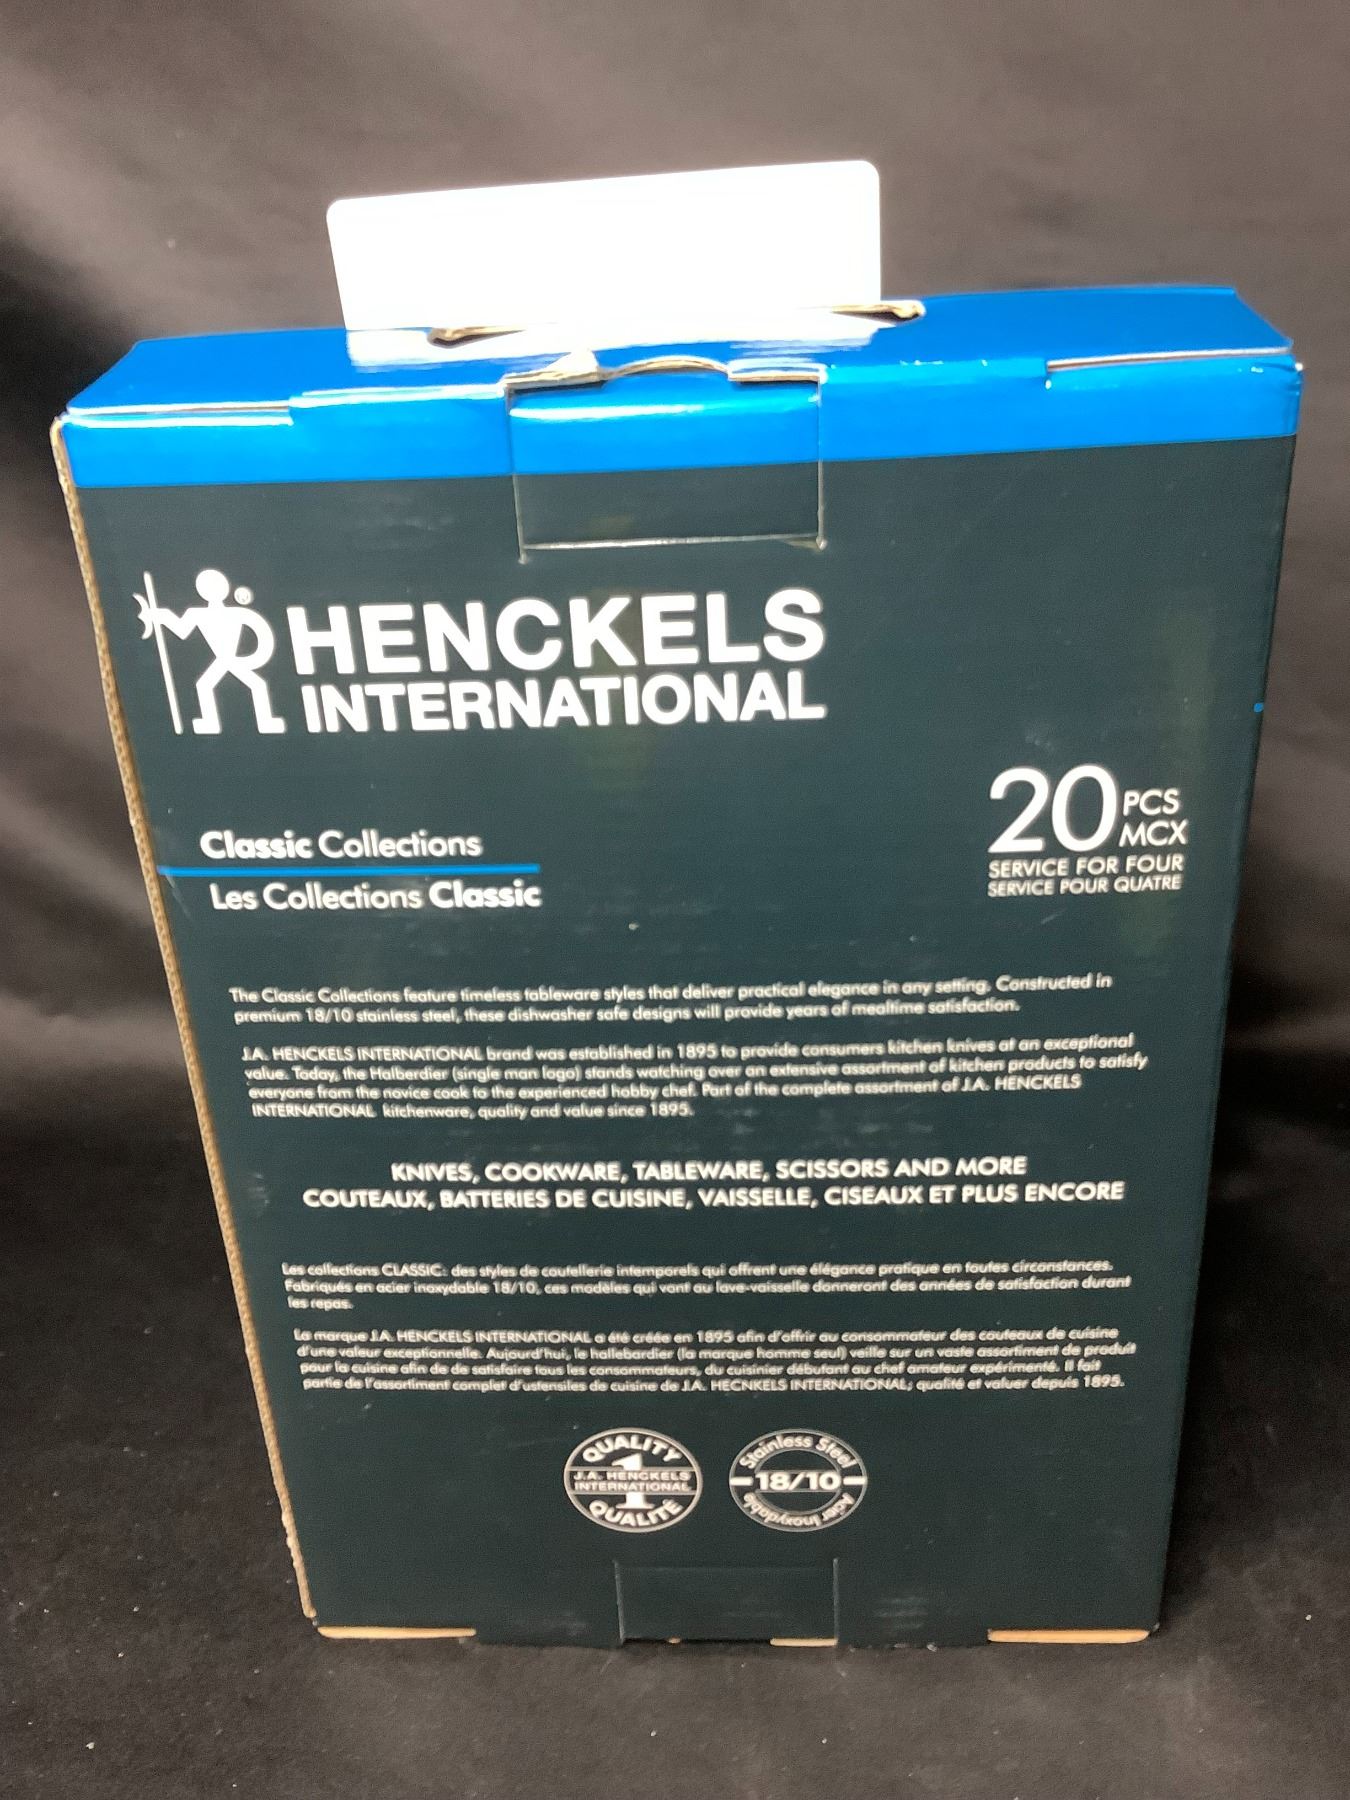 ®
HENCKELS
INTERNATIONAL
20 PCS
MCX
SERVICE FOR FOUR
SERVICE POUR QUATRE
Classic Collections
Les Collections Classic
The Classic Collections feature timeless tableware styles that deliver practical elegance in any setting. Constructed in
premium 18/10 stainless steel, these dishwasher safe designs will provide years of mealtime satisfaction.
J.A. HENCKELS INTERNATIONAL brand was established in 1895 to provide consumers kitchen knives at an exceptional
value. Today, the Halberdier (single man logo) stands watching over an extensive assortment of kitchen products to satisfy
everyone from the novice cook to the experienced hobby chef. Part of the complete assortment of J.A. HENCKELS
INTERNATIONAL kitchenware, quality and value since 1895.
KNIVES, COOKWARE, TABLEWARE, SCISSORS AND MORE
COUTEAUX, BATTERIES DE CUISINE, VAISSELLE, CISEAUX ET PLUS ENCORE
Les collections CLASSIC: des styles de coutellerie intemporels qui offrent une élégance pratique en toutes circonstances.
Fabriqués en acier inoxydable 18/10, ces modèles qui vont au lave-vaisselle donneront des années de satisfaction durant
les repas.
La marque J.A. HENCKELS INTERNATIONAL a été créée en 1895 afin d'offrir au consommateur des couteaux de cuisine
d'une valeur exceptionnelle. Aujourd'hui, le hallebardier (la marque homme seul) veille sur un vaste assortiment de produit
pour la cuisine afin de de satisfaire tous les consommateurs, du cuisinier débutant au chef amateur expérimenté. Il fait
partie de l'assortiment complet d'ustensiles de cuisine de J.A. HECNKELS INTERNATIONAL; qualité et valuer depuis 1895.
QUALITY
1
J.A. HENCKELS
INTERNATIONAL
QUALITÉ
Stainless Steel
18/10
Acier Inoxydable